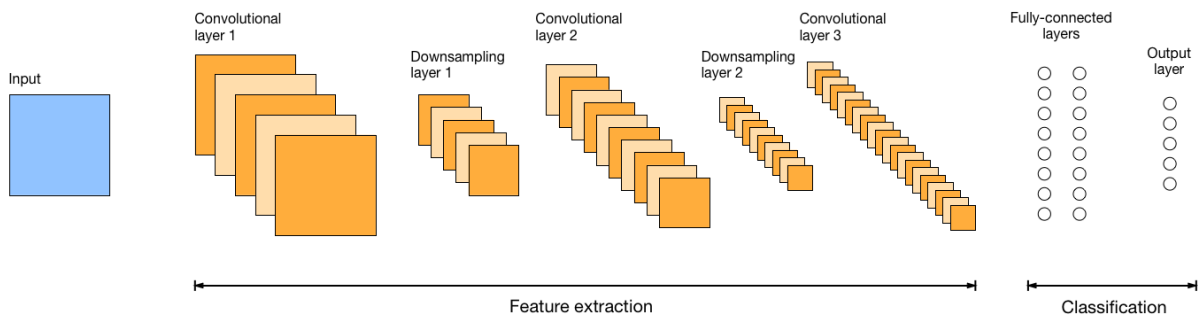 Input
Convolutional
layer 1
Downsampling
layer 1
Convolutional
layer 2
Downsampling
layer 2
Convolutional
layer 3
Fully-connected
layers
Output
layer
Feature extraction
Classification